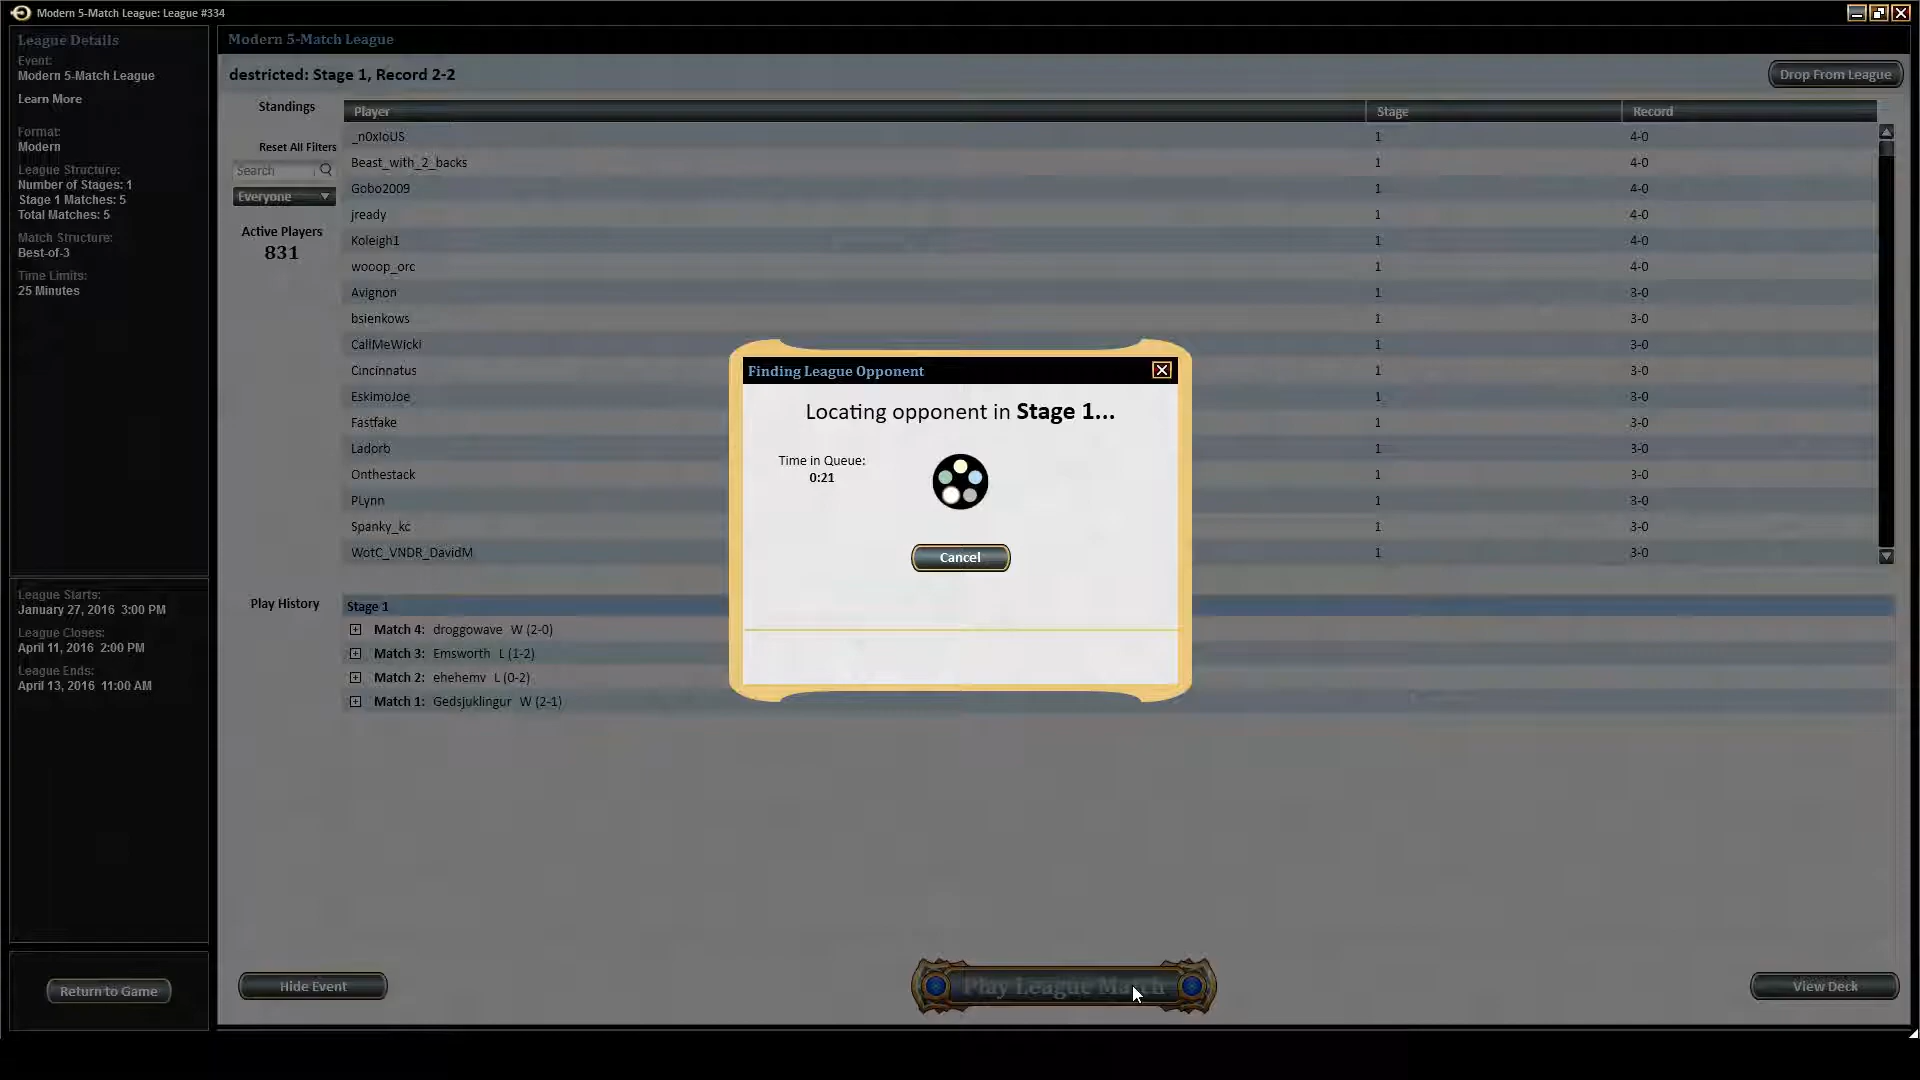 Modern 5-Match League: League #334
League Details
Event:
Modern 5-Match League
Learn More
Format:
Modern
League Structure:
Number of Stages: 1
Stage 1 Matches: 5
Total Matches: 5
Match Structure:
Best-of-3
Time Limits:
25 Minutes
League Starts:
January 27, 2016 3:00 PM
League Closes:
April 11, 2016 2:00 PM
League Ends:
April 13, 2016 11:00 AM
Return to Game
Modern 5-Match League
destricted: Stage 1, Record 2-2
Drop From League
Standings
Reset All Filters
Search
Everyone
Active Players
831
Player Stage Record
_n0xIoUS 1 4-0
Beast_with_2_backs 1 4-0
Gobo2009 1 4-0
jready 1 4-0
Koleigh1 1 4-0
wooop_orc 1 4-0
Avignon 1 3-0
bsienkows 1 3-0
CallMeWicki 1 3-0
Cincinnatus 1 3-0
EskimoJoe 1 3-0
Fastfake 1 3-0
Ladorb 1 3-0
Onthestack 1 3-0
PLynn 1 3-0
Spanky_kc 1 3-0
WotC_VNDR_DavidM 1 3-0
Finding League Opponent
Locating opponent in Stage 1...
Time in Queue:
0:21
Cancel
Play History
Stage 1
Match 4: droggowave W (2-0)
Match 3: Emsworth L (1-2)
Match 2: ehehemv L (0-2)
Match 1: Gedsjuklingur W (2-1)
Hide Event
Play League Match
View Deck